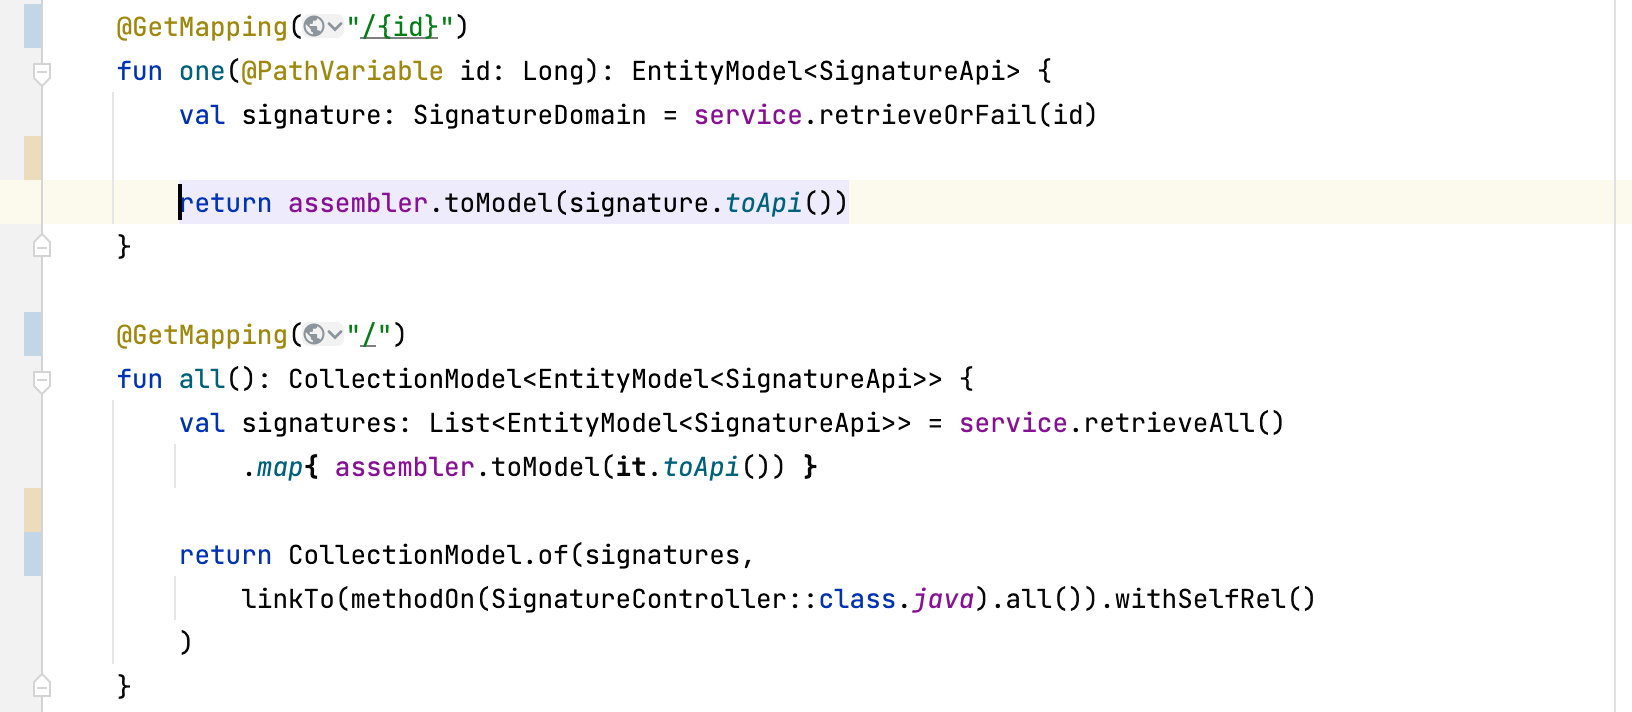 @GetMapping("/{id}")
fun one(@PathVariable id: Long): EntityModel<SignatureApi> {
val signature: SignatureDomain = service.retrieveOrFail(id)
return assembler.toModel(signature.toApi())
}
@GetMapping("/")
fun all(): CollectionModel<EntityModel<SignatureApi>> {
val signatures: List<EntityModel<SignatureApi>> = service.retrieveAll()
.map{ assembler.toModel(it.toApi()) }
return CollectionModel.of(signatures,
linkTo(methodOn(SignatureController::class.java).all()).withSelfRel()
)
}